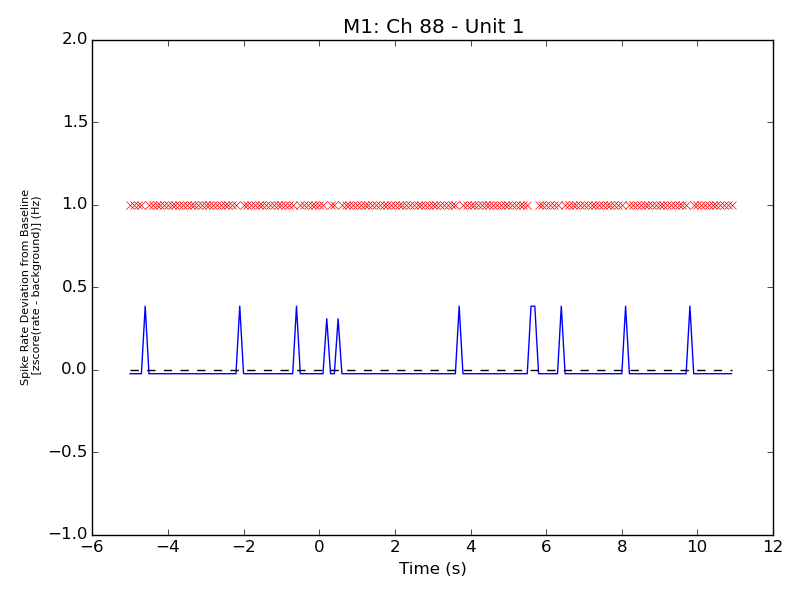 M1: Ch 88 - Unit 1
2.0
1.5
1.0
0.5
0.0
−0.5
−1.0
Spike Rate Deviation from Baseline
[zscore(rate - background)] (Hz)
−6 −4 −2 0 2 4 6 8 10 12
Time (s)